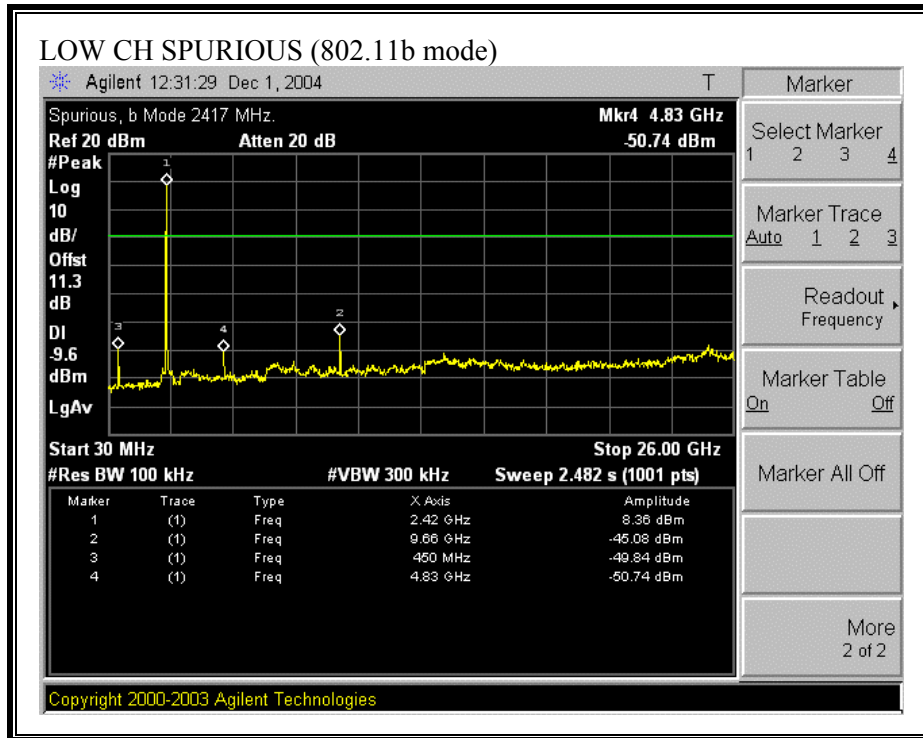 LOW CH SPURIOUS (802.11b mode)
Agilent 12:31:29 Dec 1, 2004 T
Marker
Spurious, b Mode 2417 MHz. Mkr4 4.83 GHz
Ref 20 dBm Atten 20 dB -50.74 dBm
#Peak
Log
10
dB/
Offst
11.3
dB
DI
-9.6
dBm
LgAv
1
2
3
4
Start 30 MHz Stop 26.00 GHz
#Res BW 100 kHz #VBW 300 kHz Sweep 2.482 s (1001 pts)
Marker Trace Type X Axis Amplitude
1 (1) Freq 2.42 GHz 8.36 dBm
2 (1) Freq 9.66 GHz -45.08 dBm
3 (1) Freq 450 MHz -49.84 dBm
4 (1) Freq 4.83 GHz -50.74 dBm
Select Marker
1 2 3 4
Marker Trace
Auto 1 2 3
Readout
Frequency
Marker Table
On Off
Marker All Off
More
2 of 2
Copyright 2000-2003 Agilent Technologies